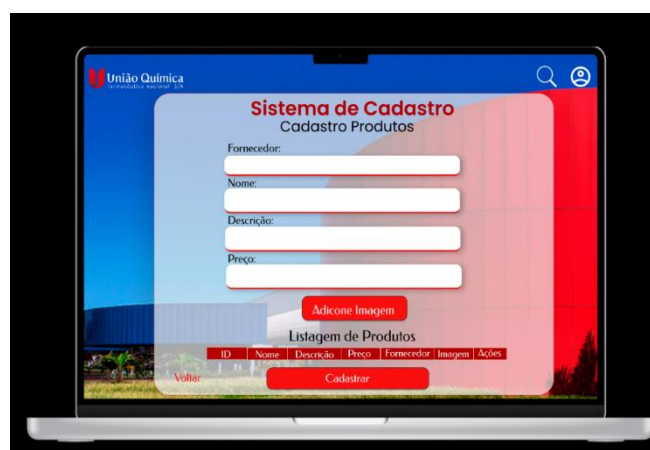 União Química
farmacêutica nacional S/A
Sistema de Cadastro
Cadastro Produtos
Fornecedor:
Nome:
Descrição:
Preço:
Adicone Imagem
Listagem de Produtos
ID Nome Descrição Preço Fornecedor Imagem Ações
Voltar
Cadastrar